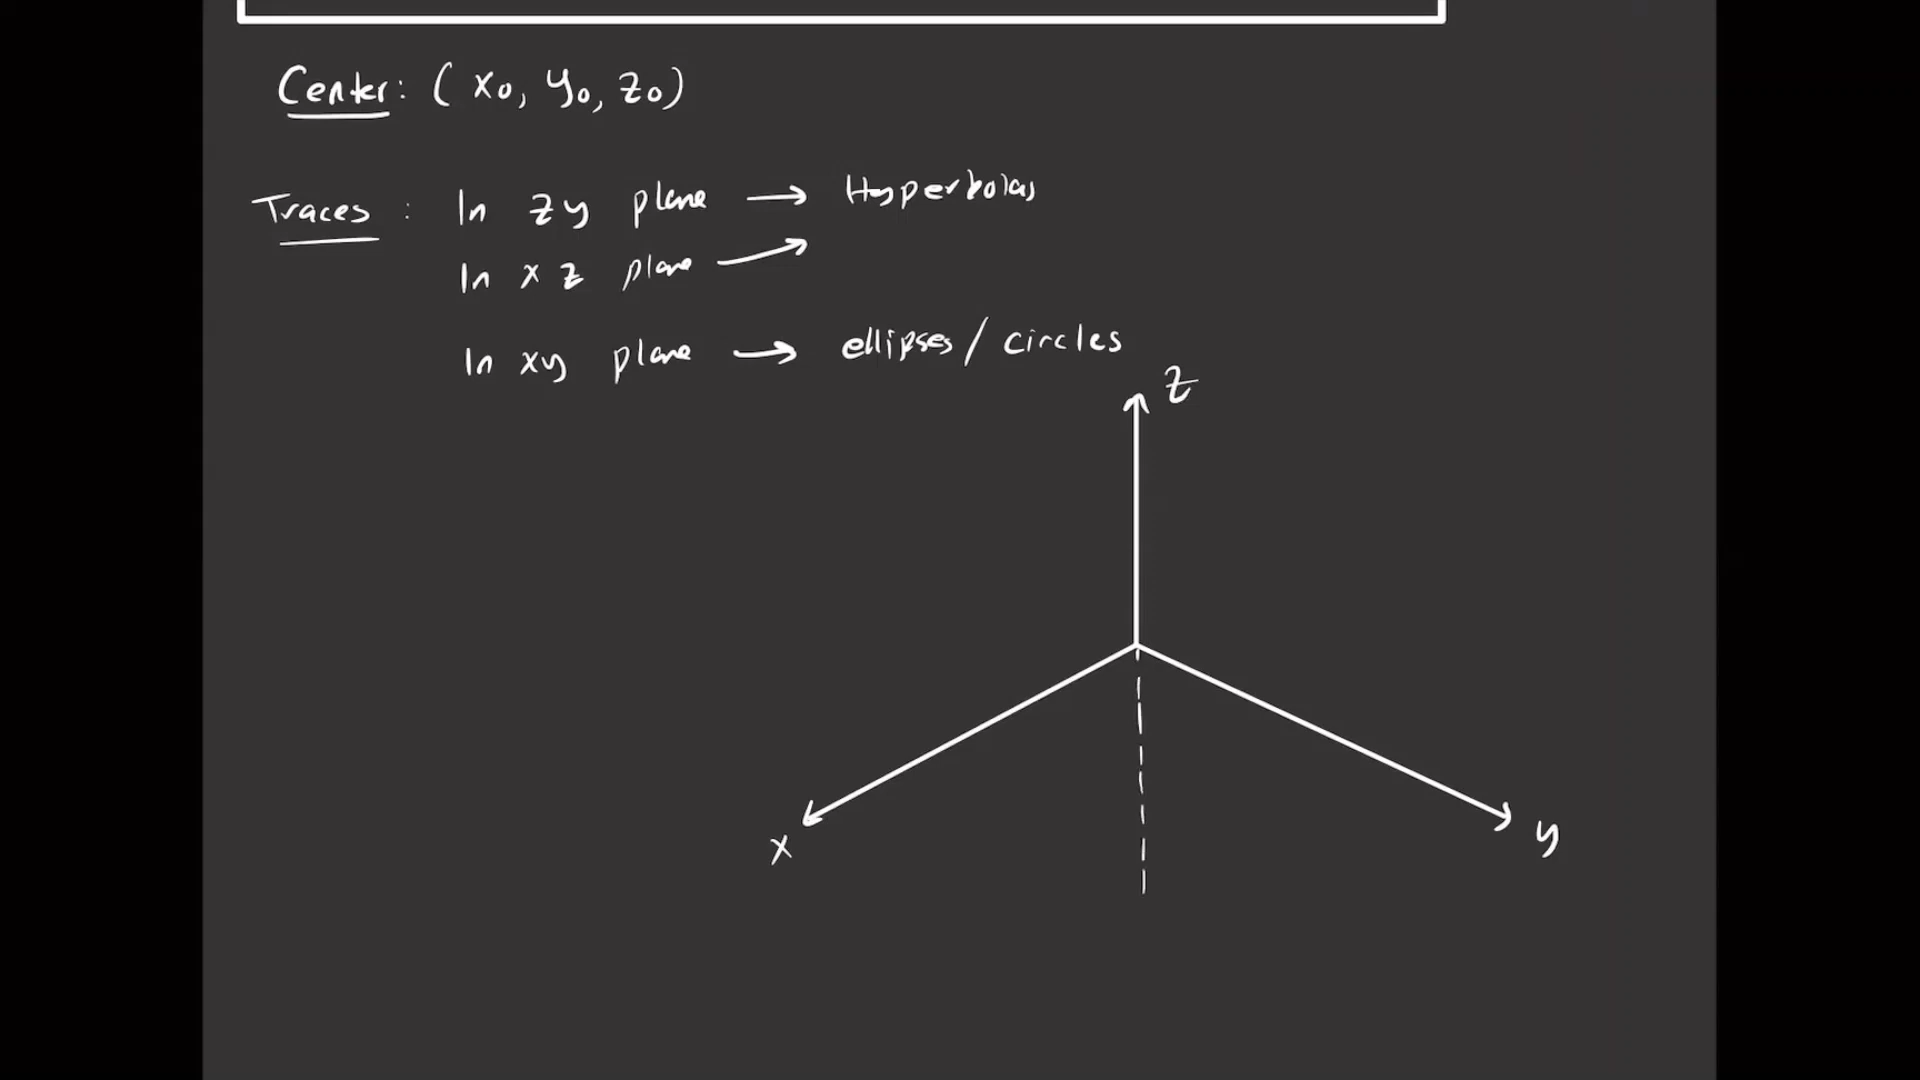 Center: (x₀, y₀, z₀)
Traces: In zy plane → Hyperbolas
In xz plane →
In xy plane → ellipses/circles
z
x
y